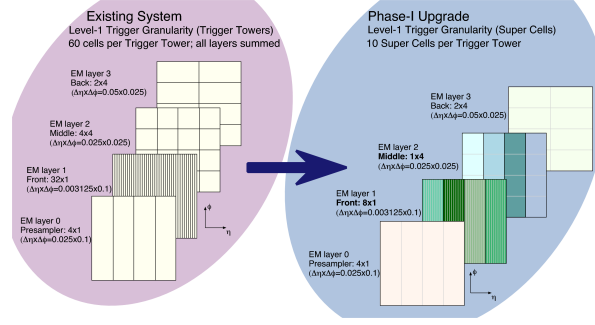 Existing System
Level-1 Trigger Granularity (Trigger Towers)
60 cells per Trigger Tower; all layers summed
EM layer 3
Back: 2x4
(ΔηxΔϕ=0.05x0.025)
EM layer 2
Middle: 4x4
(ΔηxΔϕ=0.025x0.025)
EM layer 1
Front: 32x1
(ΔηxΔϕ=0.003125x0.1)
EM layer 0
Presampler: 4x1
(ΔηxΔϕ=0.025x0.1)
ϕ
η
Phase-I Upgrade
Level-1 Trigger Granularity (Super Cells)
10 Super Cells per Trigger Tower
EM layer 3
Back: 2x4
(ΔηxΔϕ=0.05x0.025)
EM layer 2
Middle: 1x4
(ΔηxΔϕ=0.025x0.025)
EM layer 1
Front: 8x1
(ΔηxΔϕ=0.003125x0.1)
EM layer 0
Presampler: 4x1
(ΔηxΔϕ=0.025x0.1)
ϕ
η